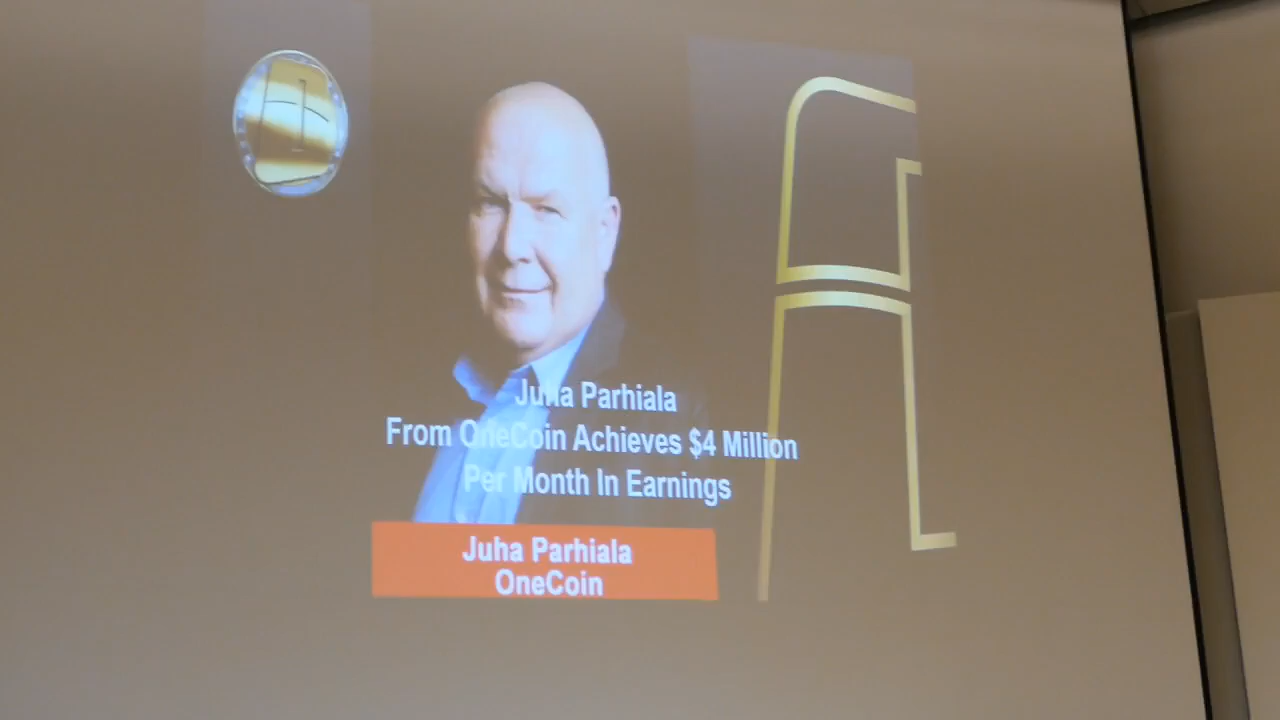 Juha Parhiala
From OneCoin Achieves $4 Million
Per Month In Earnings
Juha Parhiala
OneCoin